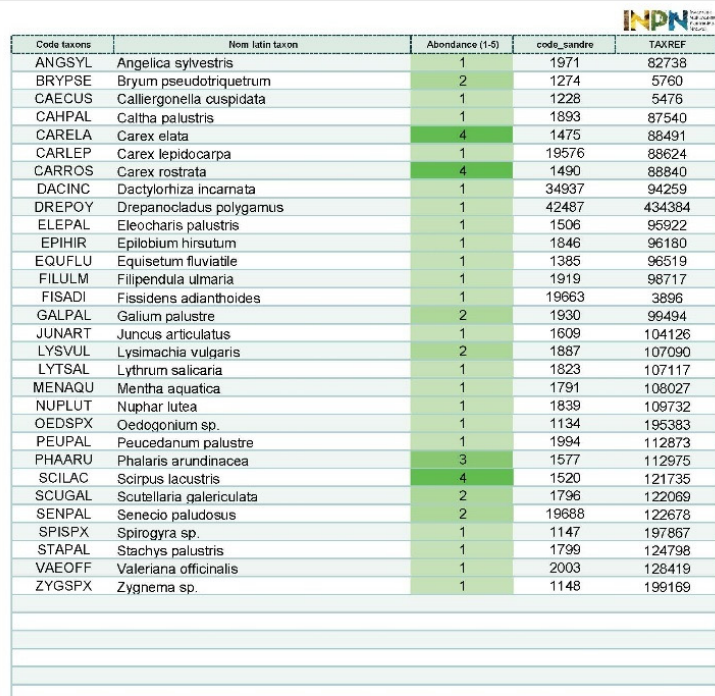 INPN
Code taxons Nom latin taxon Abondance (1-5) code_sandre TAXREF
ANGSYL Angelica sylvestris 1 1971 82738
BRYPSE Bryum pseudotriquetrum 2 1274 5760
CAECUS Calliergonella cuspidata 1 1228 5476
CAHPAL Caltha palustris 1 1893 87540
CARELA Carex elata 4 1475 88491
CARLEP Carex lepidocarpa 1 19576 88624
CARROS Carex rostrata 4 1490 88840
DACINC Dactylorhiza incarnata 1 34937 94259
DREPOY Drepanocladus polygamus 1 42487 434384
ELEPAL Eleocharis palustris 1 1506 95922
EPIHIR Epilobium hirsutum 1 1846 96180
EQUFLU Equisetum fluviatile 1 1385 96519
FILULM Filipendula ulmaria 1 1919 98717
FISADI Fissidens adianthoides 1 19663 3896
GALPAL Galium palustre 2 1930 99494
JUNART Juncus articulatus 1 1609 104126
LYSVUL Lysimachia vulgaris 2 1887 107090
LYTSAL Lythrum salicaria 1 1823 107117
MENAQU Mentha aquatica 1 1791 108027
NUPLUT Nuphar lutea 1 1839 109732
OEDSPX Oedogonium sp. 1 1134 195383
PEUPAL Peucedanum palustre 1 1994 112873
PHAARU Phalaris arundinacea 3 1577 112975
SCILAC Scirpus lacustris 4 1520 121735
SCUGAL Scutellaria galericulata 2 1796 122069
SENPAL Senecio paludosus 2 19688 122678
SPISPX Spirogyra sp. 1 1147 197867
STAPAL Stachys palustris 1 1799 124798
VAEOFF Valeriana officinalis 1 2003 128419
ZYGSPX Zygnema sp. 1 1148 199169